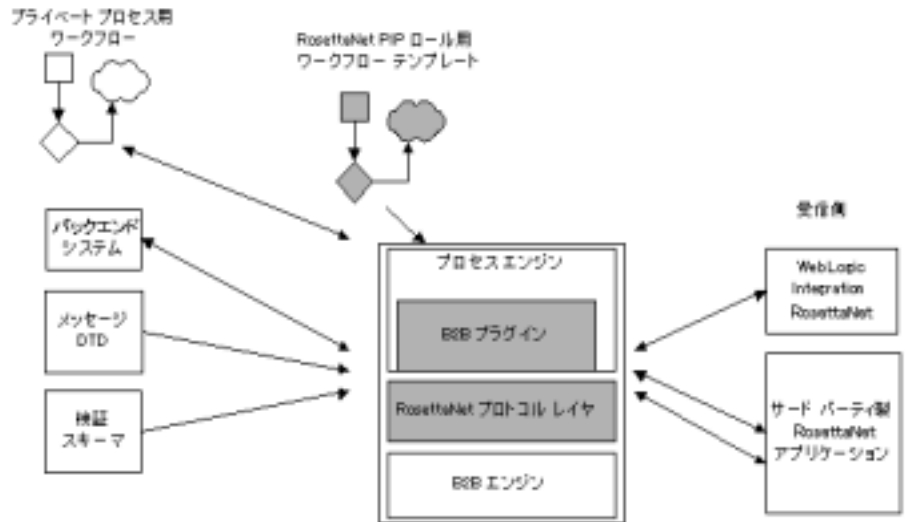 プライベート プロセス用
ワークフロー
RosettaNet PIP ロール用
ワークフロー テンプレート
バックエンド
システム
メッセージ
DTD
検証
スキーマ
プロセス エンジン
B2B プラグイン
RosettaNet プロトコル レイヤ
B2B エンジン
受信側
WebLogic
Integration
RosettaNet
サード パーティ製
RosettaNet
アプリケーション